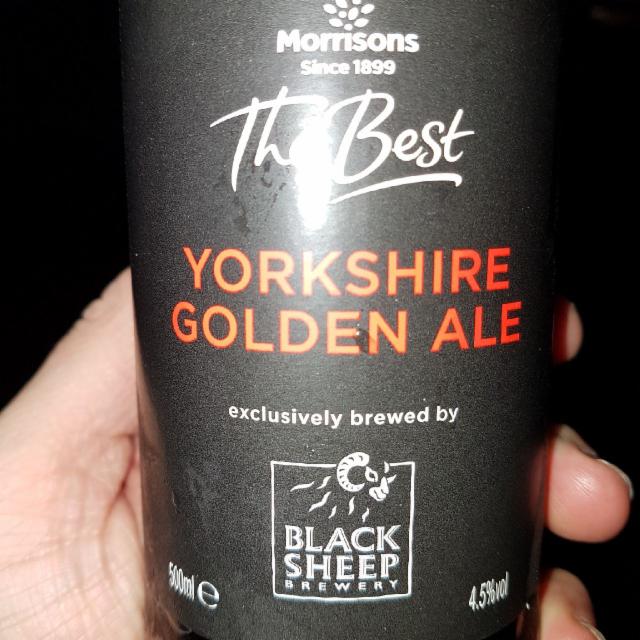 Morrisons
Since 1899
The Best
YORKSHIRE
GOLDEN ALE
exclusively brewed by
BLACK
SHEEP
BREWERY
500ml e
4.5%vol